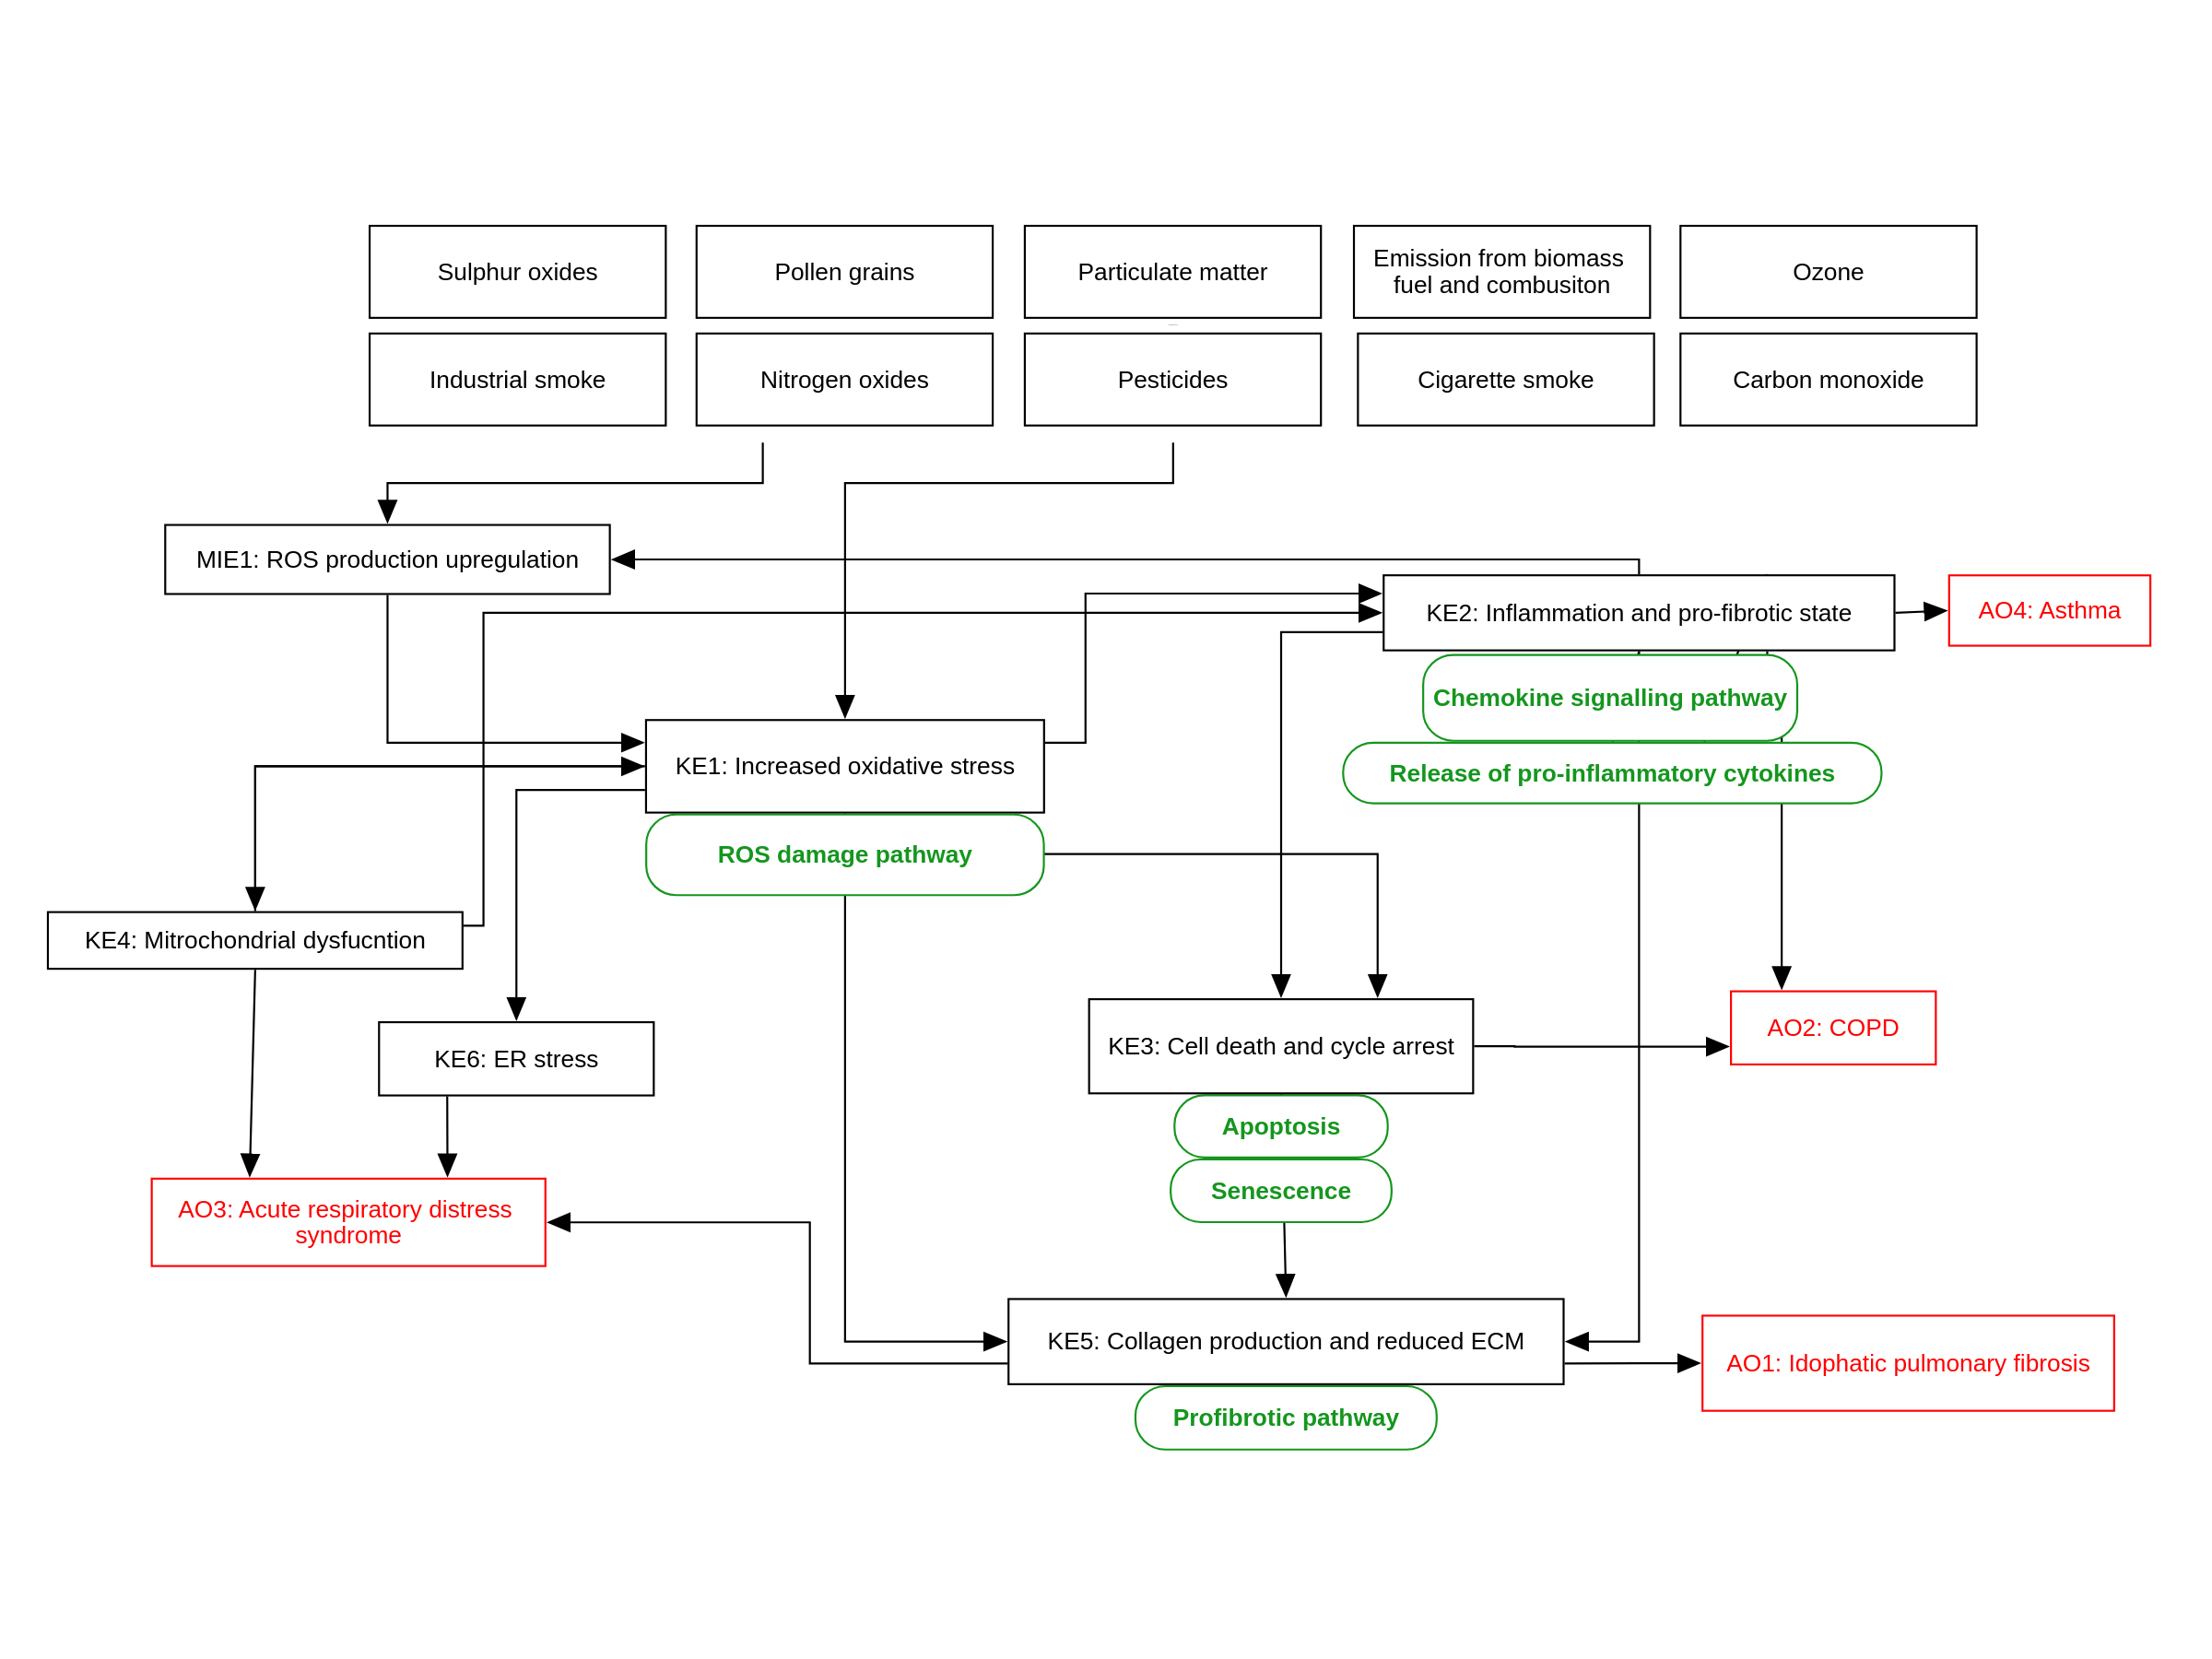 Sulphur oxides
Pollen grains
Particulate matter
Emission from biomass
fuel and combusiton
Ozone
Industrial smoke
Nitrogen oxides
Pesticides
Cigarette smoke
Carbon monoxide
MIE1: ROS production upregulation
KE2: Inflammation and pro-fibrotic state
AO4: Asthma
Chemokine signalling pathway
KE1: Increased oxidative stress
Release of pro-inflammatory cytokines
ROS damage pathway
KE4: Mitrochondrial dysfucntion
AO2: COPD
KE3: Cell death and cycle arrest
KE6: ER stress
Apoptosis
Senescence
AO3: Acute respiratory distress
syndrome
KE5: Collagen production and reduced ECM
AO1: Idophatic pulmonary fibrosis
Profibrotic pathway